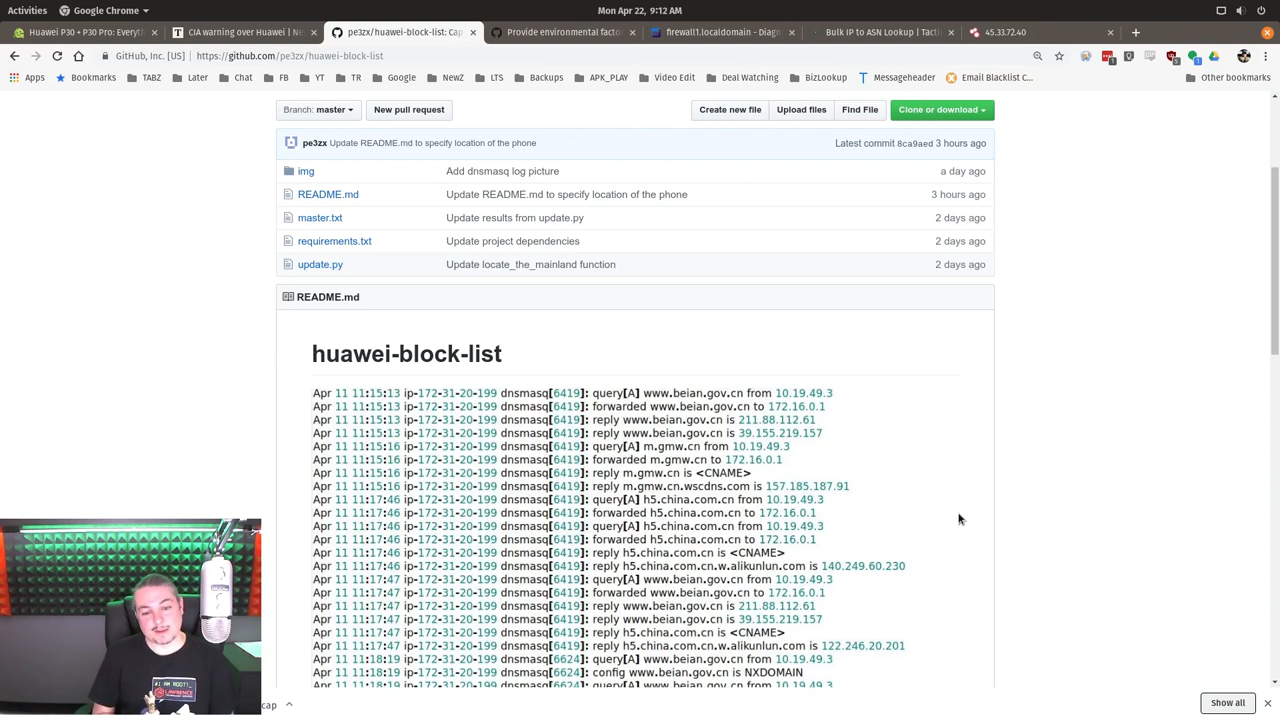 Activities
Google Chrome
Mon Apr 22, 9:12 AM
Huawei P30 + P30 Pro: Everyth
CIA warning over Huawei | Ne
pe3zx/huawei-block-list: Cap
Provide environmental factor
firewall1.localdomain - Diagn
Bulk IP to ASN Lookup | Tacti
45.33.72.40
GitHub, Inc. [US] | https://github.com/pe3zx/huawei-block-list
Apps Bookmarks TABZ Later Chat FB YT TR Google NewZ LTS Backups APK_PLAY Video Edit Deal Watching BizLookup Messageheader Email Blacklist C... Other bookmarks
Branch: master New pull request Create new file Upload files Find File Clone or download
pe3zx Update README.md to specify location of the phone Latest commit 8ca9aed 3 hours ago
img Add dnsmasq log picture a day ago
README.md Update README.md to specify location of the phone 3 hours ago
master.txt Update results from update.py 2 days ago
requirements.txt Update project dependencies 2 days ago
update.py Update locate_the_mainland function 2 days ago
README.md
huawei-block-list
Apr 11 11:15:13 ip-172-31-20-199 dnsmasq[6419]: query[A] www.beian.gov.cn from 10.19.49.3
Apr 11 11:15:13 ip-172-31-20-199 dnsmasq[6419]: forwarded www.beian.gov.cn to 172.16.0.1
Apr 11 11:15:13 ip-172-31-20-199 dnsmasq[6419]: reply www.beian.gov.cn is 211.88.112.61
Apr 11 11:15:13 ip-172-31-20-199 dnsmasq[6419]: reply www.beian.gov.cn is 39.155.219.157
Apr 11 11:15:16 ip-172-31-20-199 dnsmasq[6419]: query[A] m.gmw.cn from 10.19.49.3
Apr 11 11:15:16 ip-172-31-20-199 dnsmasq[6419]: forwarded m.gmw.cn to 172.16.0.1
Apr 11 11:15:16 ip-172-31-20-199 dnsmasq[6419]: reply m.gmw.cn is <CNAME>
Apr 11 11:15:16 ip-172-31-20-199 dnsmasq[6419]: reply m.gmw.cn.wscdns.com is 157.185.187.91
Apr 11 11:17:46 ip-172-31-20-199 dnsmasq[6419]: query[A] h5.china.com.cn from 10.19.49.3
Apr 11 11:17:46 ip-172-31-20-199 dnsmasq[6419]: forwarded h5.china.com.cn to 172.16.0.1
Apr 11 11:17:46 ip-172-31-20-199 dnsmasq[6419]: query[A] h5.china.com.cn from 10.19.49.3
Apr 11 11:17:46 ip-172-31-20-199 dnsmasq[6419]: forwarded h5.china.com.cn to 172.16.0.1
Apr 11 11:17:46 ip-172-31-20-199 dnsmasq[6419]: reply h5.china.com.cn is <CNAME>
Apr 11 11:17:46 ip-172-31-20-199 dnsmasq[6419]: reply h5.china.com.cn.w.alikunlun.com is 140.249.60.230
Apr 11 11:17:47 ip-172-31-20-199 dnsmasq[6419]: query[A] www.beian.gov.cn from 10.19.49.3
Apr 11 11:17:47 ip-172-31-20-199 dnsmasq[6419]: forwarded www.beian.gov.cn to 172.16.0.1
Apr 11 11:17:47 ip-172-31-20-199 dnsmasq[6419]: reply www.beian.gov.cn is 211.88.112.61
Apr 11 11:17:47 ip-172-31-20-199 dnsmasq[6419]: reply www.beian.gov.cn is 39.155.219.157
Apr 11 11:17:47 ip-172-31-20-199 dnsmasq[6419]: reply h5.china.com.cn is <CNAME>
Apr 11 11:17:47 ip-172-31-20-199 dnsmasq[6419]: reply h5.china.com.cn.w.alikunlun.com is 122.246.20.201
Apr 11 11:18:19 ip-172-31-20-199 dnsmasq[6624]: query[A] www.beian.gov.cn from 10.19.49.3
Apr 11 11:18:19 ip-172-31-20-199 dnsmasq[6624]: config www.beian.gov.cn is NXDOMAIN
Apr 11 11:18:19 ip-172-31-20-199 dnsmasq[6624]: query[A] www.beian.gov.cn from 10.19.49.3
cap
Show all
#I AM ROOT!
LAWRENCE